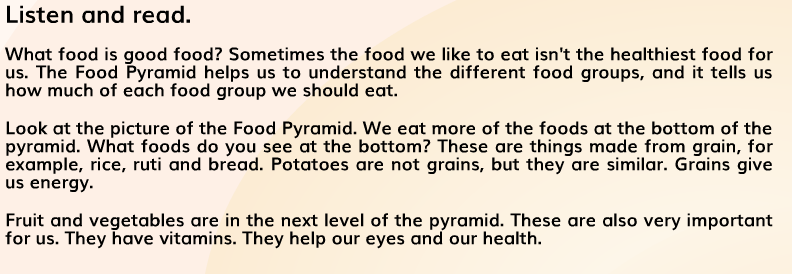 Listen and read.
What food is good food? Sometimes the food we like to eat isn't the healthiest food for
us. The Food Pyramid helps us to understand the different food groups, and it tells us
how much of each food group we should eat.
Look at the picture of the Food Pyramid. We eat more of the foods at the bottom of the
pyramid. What foods do you see at the bottom? These are things made from grain, for
example, rice, ruti and bread. Potatoes are not grains, but they are similar. Grains give
us energy.
Fruit and vegetables are in the next level of the pyramid. These are also very important
for us. They have vitamins. They help our eyes and our health.